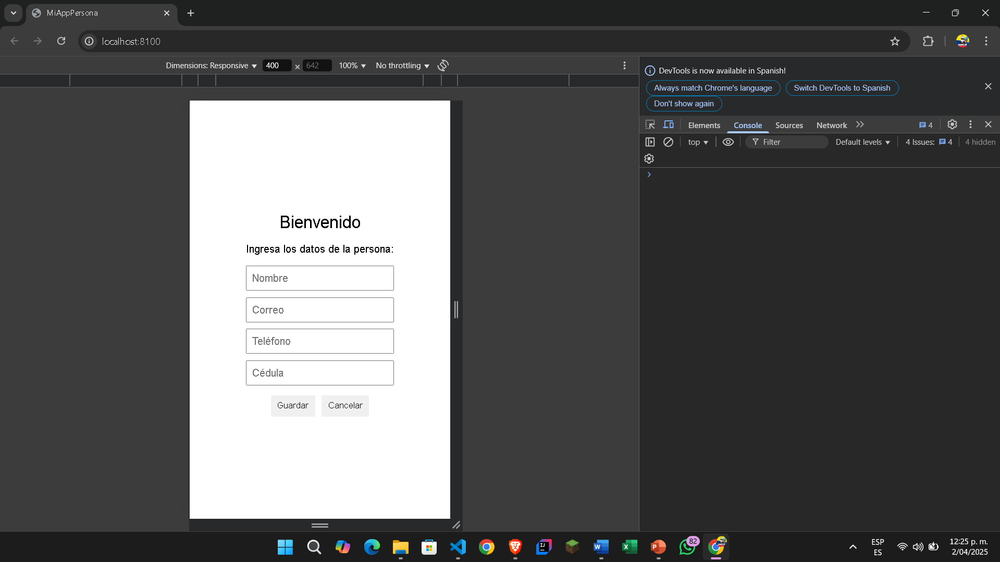 MiAppPersona
localhost:8100
Dimensions: Responsive 400 × 642 100% No throttling
DevTools is now available in Spanish!
Always match Chrome's language Switch DevTools to Spanish
Don't show again
Elements Console Sources Network 4
top Filter Default levels 4 Issues: 4 4 hidden
Bienvenido
Ingresa los datos de la persona:
Nombre
Correo
Teléfono
Cédula
Guardar Cancelar
82
ESP
ES
12:25 p. m.
2/04/2025